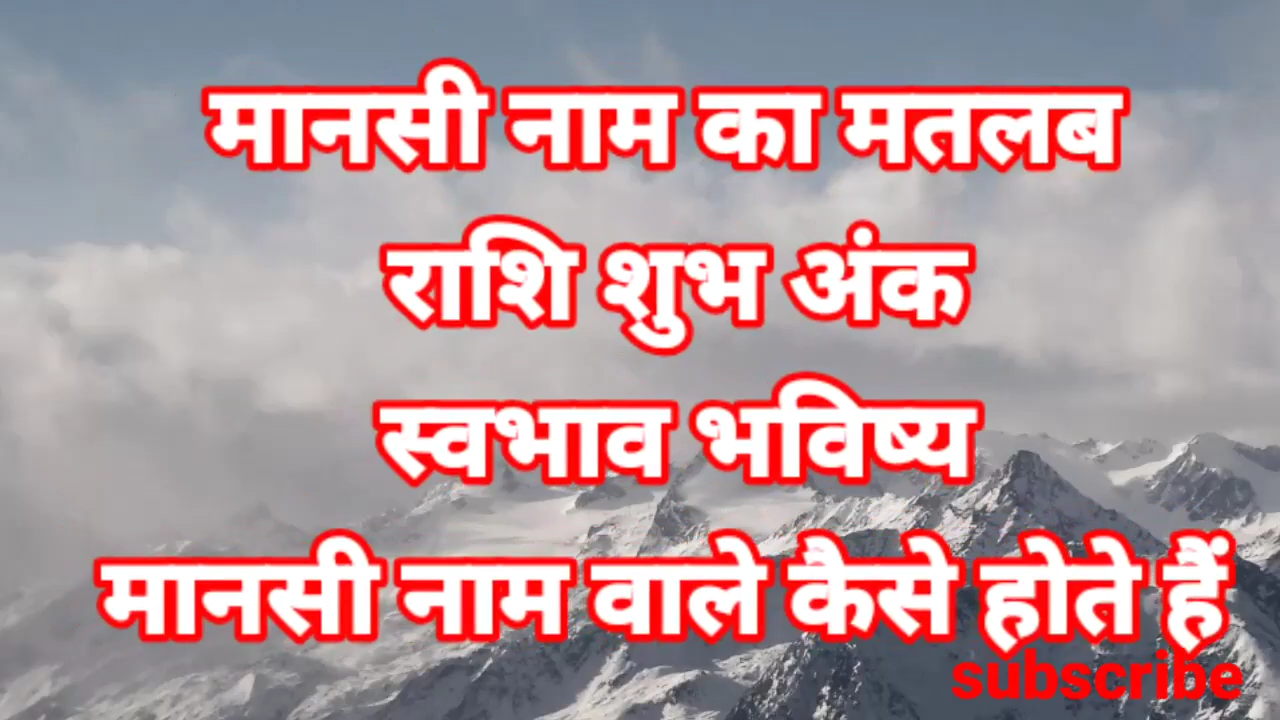 मानसी नाम का मतलब
राशि शुभ अंक
स्वभाव भविष्य
मानसी नाम वाले कैसे होते हैं
subscribe